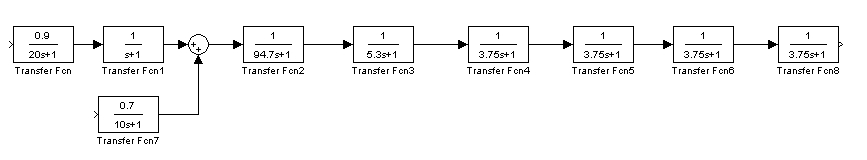 0.9
20s+1
Transfer Fcn
1
s+1
Transfer Fcn1
+
+
1
94.7s+1
Transfer Fcn2
1
5.3s+1
Transfer Fcn3
1
3.75s+1
Transfer Fcn4
1
3.75s+1
Transfer Fcn5
1
3.75s+1
Transfer Fcn6
1
3.75s+1
Transfer Fcn8
0.7
10s+1
Transfer Fcn7